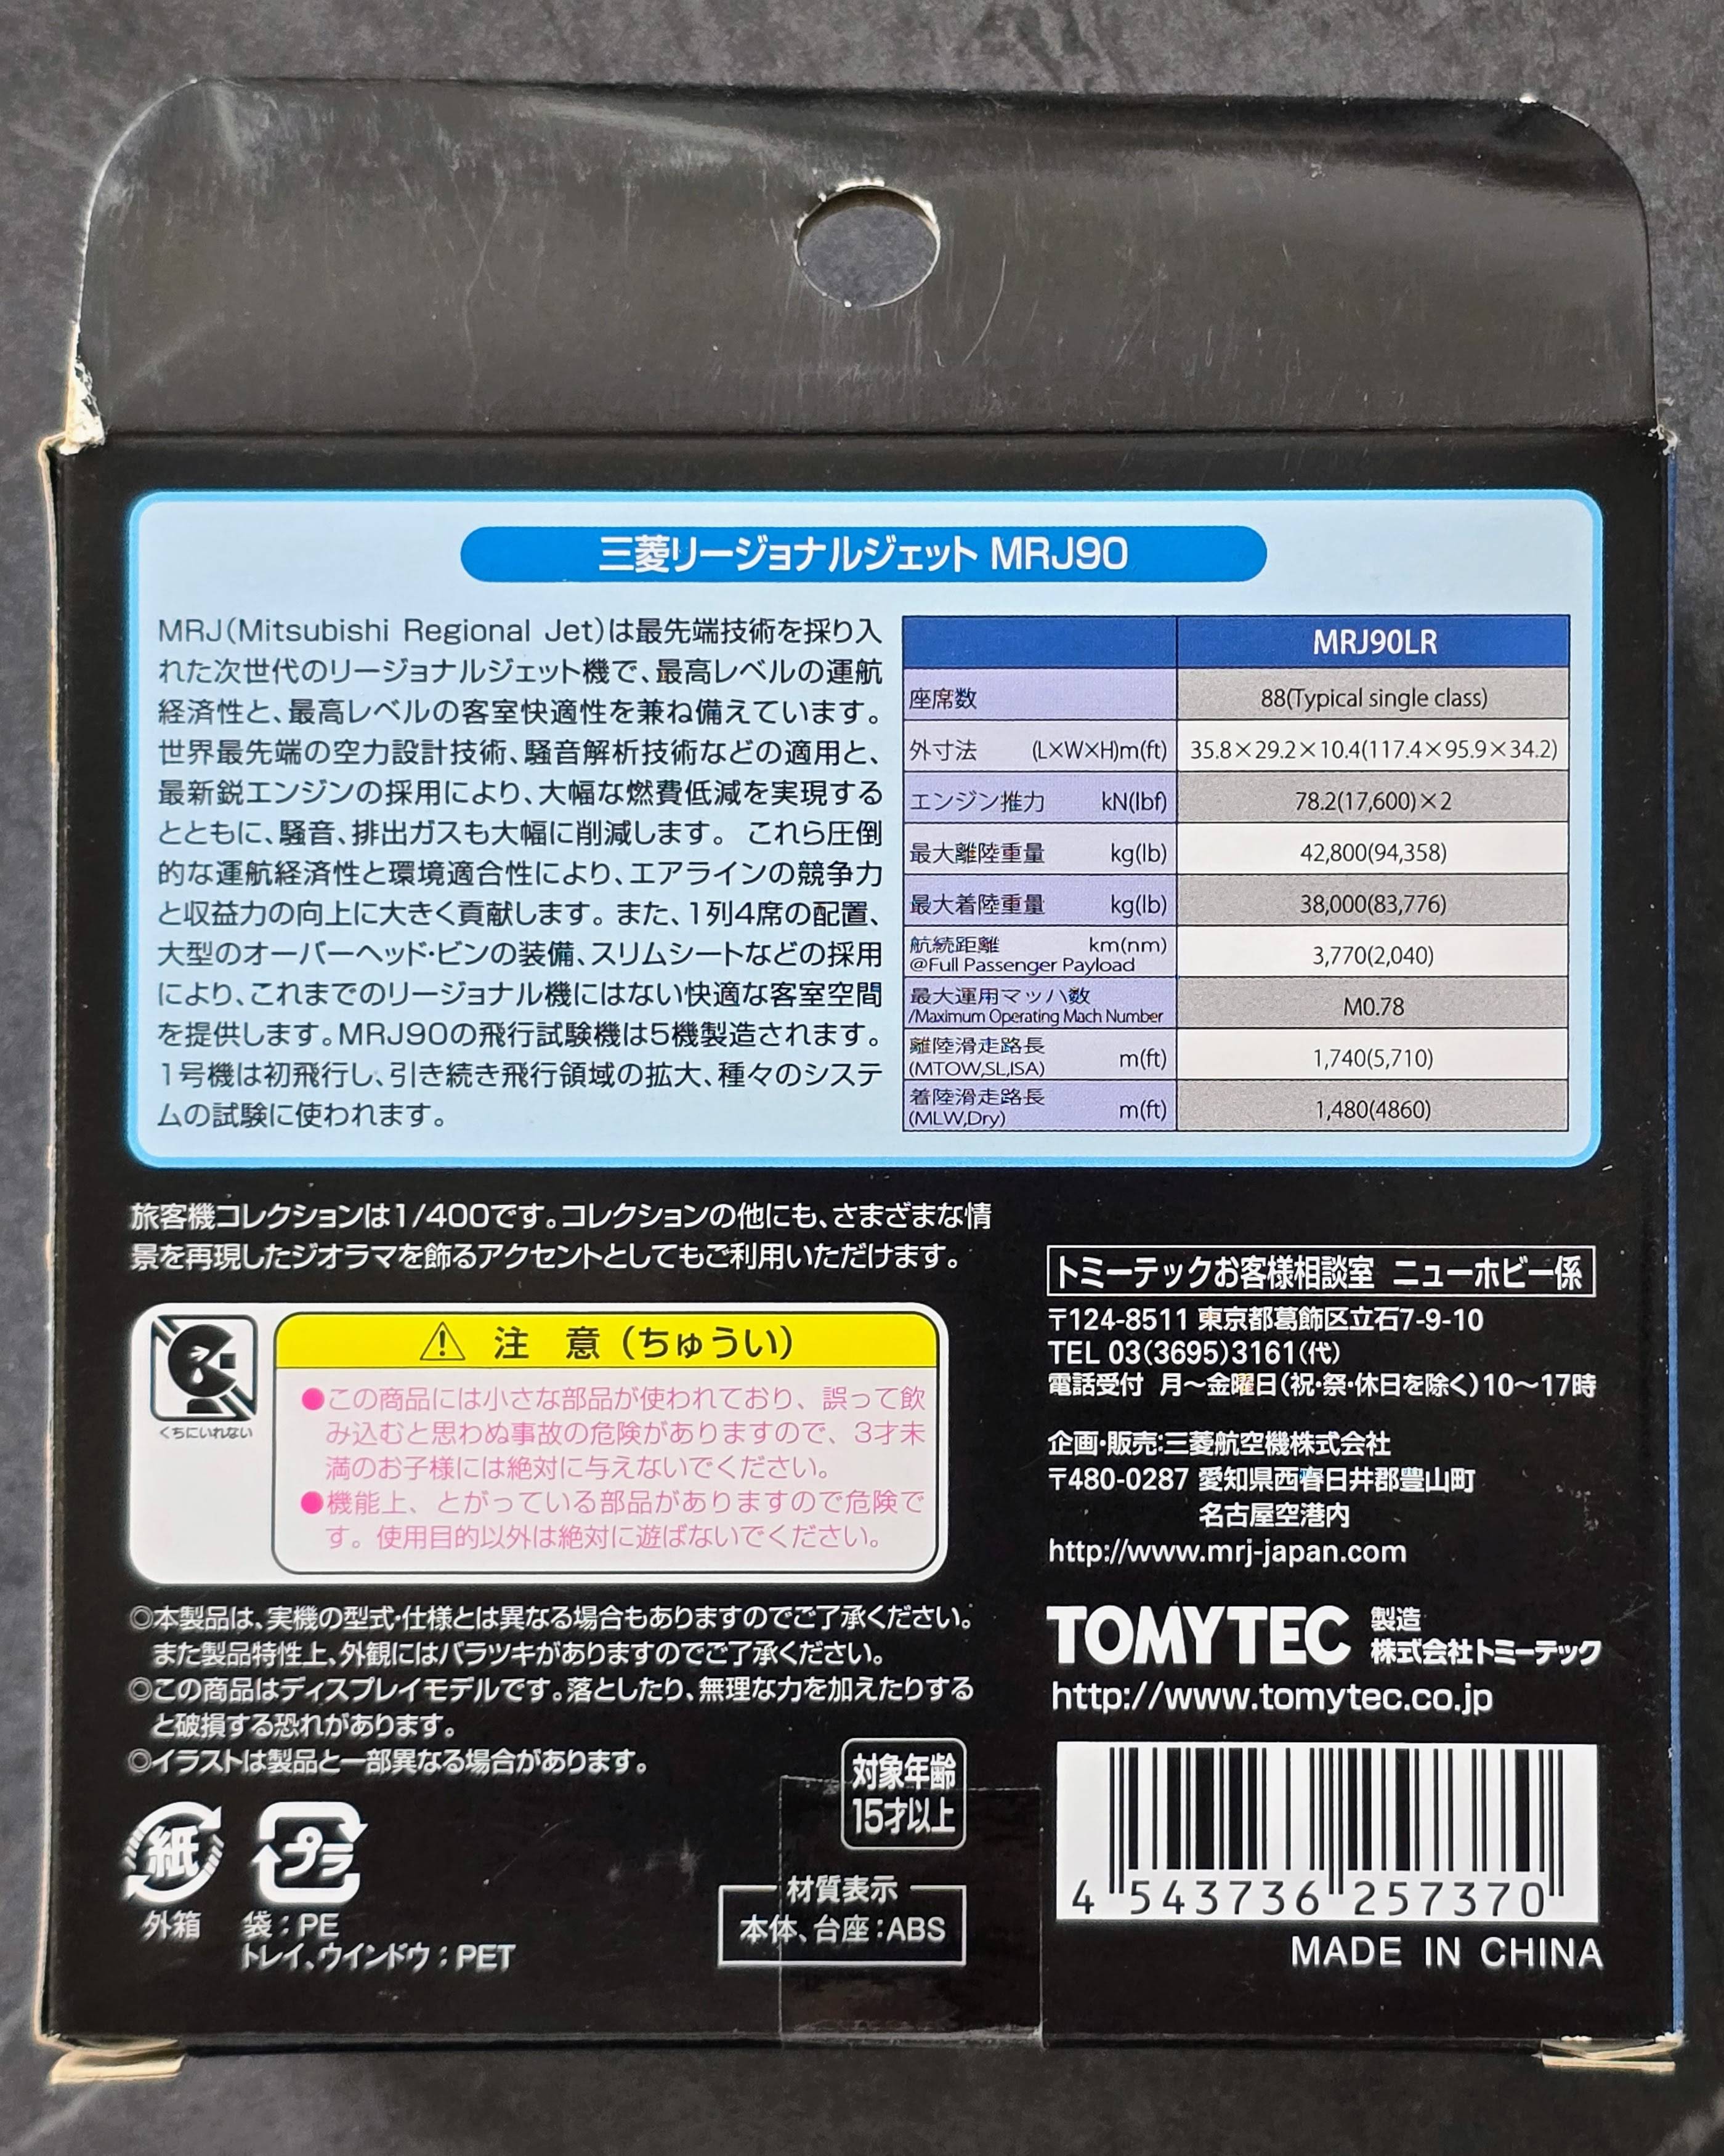 三菱リージョナルジェット MRJ90
MRJ(Mitsubishi Regional Jet)は最先端技術を採り入
れた次世代のリージョナルジェット機で、最高レベルの運航
経済性と、最高レベルの客室快適性を兼ね備えています。
世界最先端の空力設計技術、騒音解析技術などの適用と、
最新鋭エンジンの採用により、大幅な燃費低減を実現する
とともに、騒音、排出ガスも大幅に削減します。 これら圧倒
的な運航経済性と環境適合性により、エアラインの競争力
と収益力の向上に大きく貢献します。また、1列4席の配置、
大型のオーバーヘッド・ビンの装備、スリムシートなどの採用
により、これまでのリージョナル機にはない快適な客室空間
を提供します。MRJ90の飛行試験機は5機製造されます。
1号機は初飛行し、引き続き飛行領域の拡大、種々のシステ
ムの試験に使われます。
MRJ90LR
座席数 88(Typical single class)
外寸法 (L×W×H)m(ft) 35.8×29.2×10.4(117.4×95.9×34.2)
エンジン推力 kN(lbf) 78.2(17,600)×2
最大離陸重量 kg(lb) 42,800(94,358)
最大着陸重量 kg(lb) 38,000(83,776)
航続距離 km(nm) 3,770(2,040)
@Full Passenger Payload
最大運用マッハ数 M0.78
/Maximum Operating Mach Number
離陸滑走路長 m(ft) 1,740(5,710)
(MTOW,SL,ISA)
着陸滑走路長 m(ft) 1,480(4860)
(MLW,Dry)
旅客機コレクションは1/400です。コレクションの他にも、さまざまな情
景を再現したジオラマを飾るアクセントとしてもご利用いただけます。
くちにいれない
注 意(ちゅうい)
●この商品には小さな部品が使われており、誤って飲
み込むと思わぬ事故の危険がありますので、3才未
満のお子様には絶対に与えないでください。
●機能上、とがっている部品がありますので危険で
す。使用目的以外は絶対に遊ばないでください。
◎本製品は、実機の型式・仕様とは異なる場合もありますのでご了承ください。
また製品特性上、外観にはバラツキがありますのでご了承ください。
◎この商品はディスプレイモデルです。落としたり、無理な力を加えたりする
と破損する恐れがあります。
◎イラストは製品と一部異なる場合があります。
紙
外箱
プラ
袋:PE
トレイ、ウインドウ:PET
対象年齢
15才以上
材質表示
本体、台座:ABS
トミーテックお客様相談室 ニューホビー係
〒124-8511 東京都葛飾区立石7-9-10
TEL 03(3695)3161(代)
電話受付 月～金曜日(祝・祭・休日を除く)10～17時
企画・販売:三菱航空機株式会社
〒480-0287 愛知県西春日井郡豊山町
名古屋空港内
http://www.mrj-japan.com
TOMYTEC 製造
株式会社トミーテック
http://www.tomytec.co.jp
4 543736 257370
MADE IN CHINA